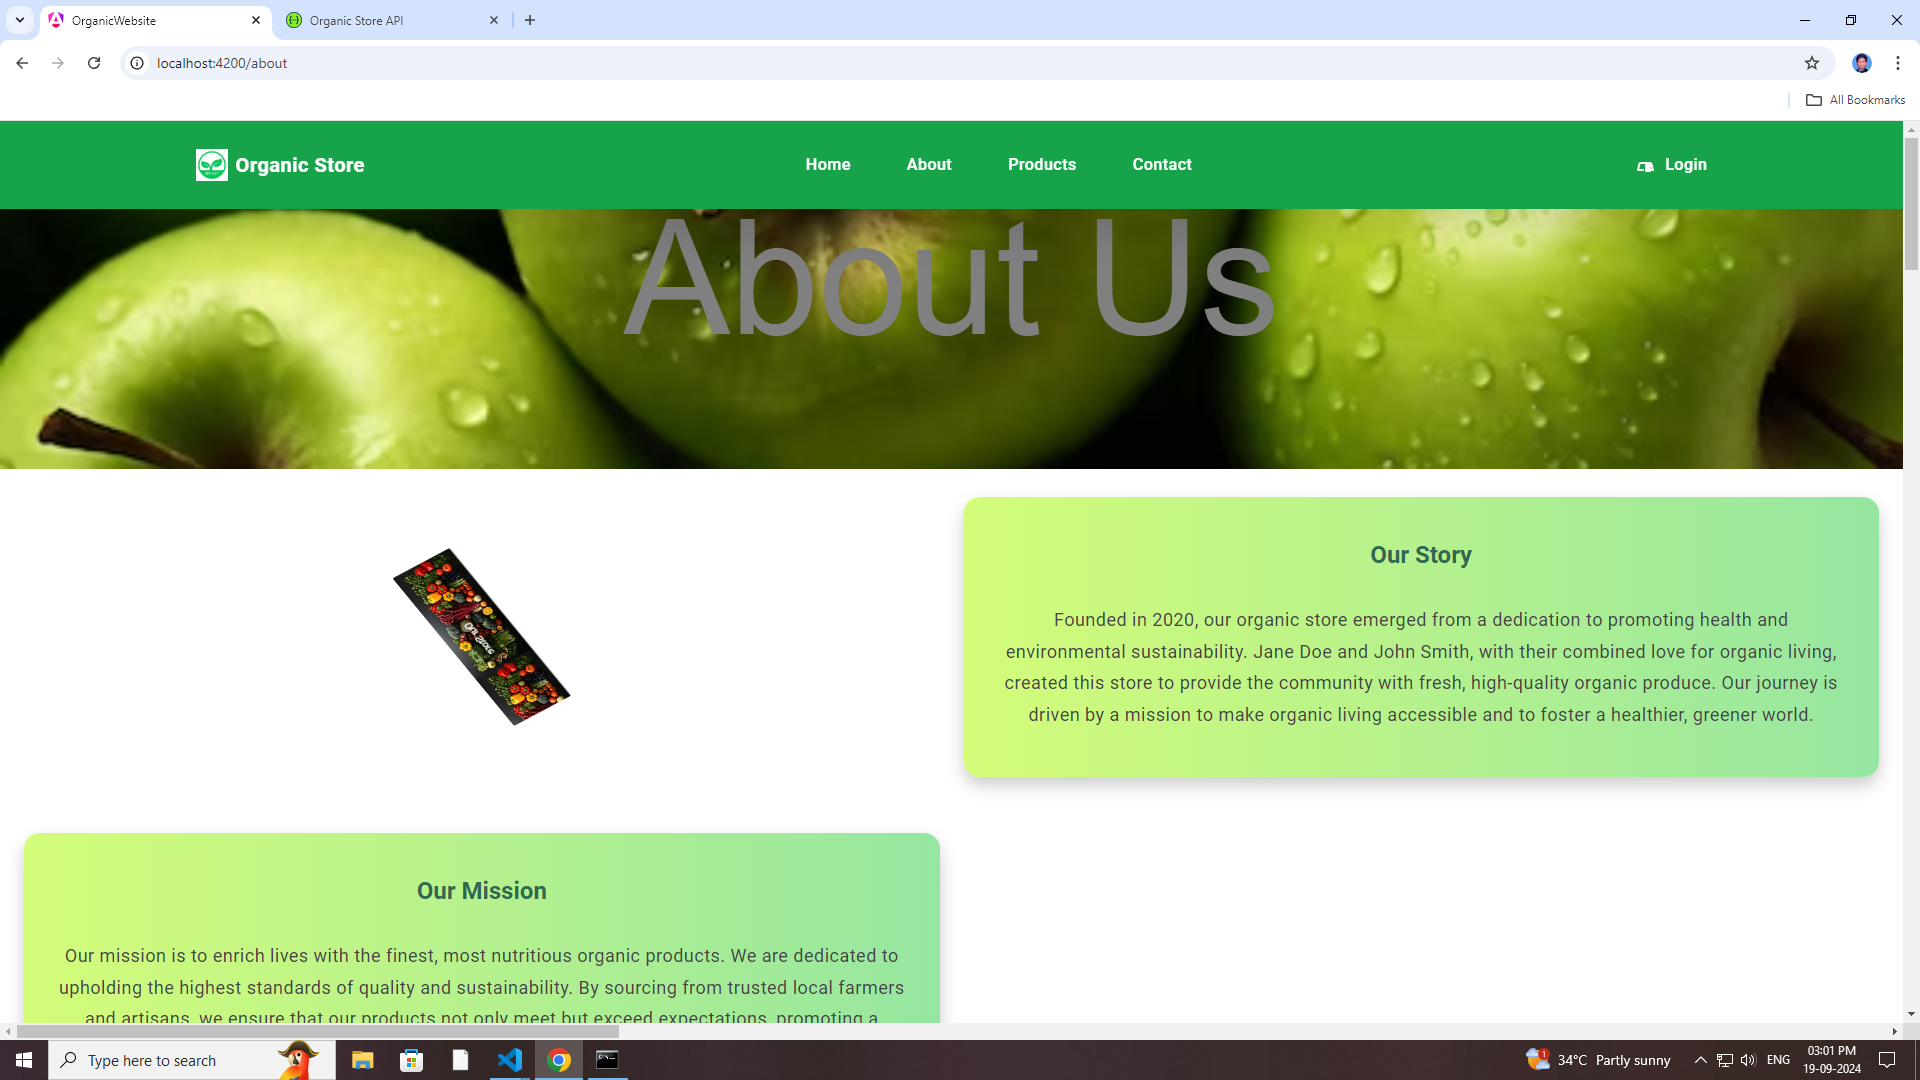 OrganicWebsite
Organic Store API
localhost:4200/about
All Bookmarks
Organic Store
Home
About
Products
Contact
Login
About Us
Our Story
Founded in 2020, our organic store emerged from a dedication to promoting health and
environmental sustainability. Jane Doe and John Smith, with their combined love for organic living,
created this store to provide the community with fresh, high-quality organic produce. Our journey is
driven by a mission to make organic living accessible and to foster a healthier, greener world.
Our Mission
Our mission is to enrich lives with the finest, most nutritious organic products. We are dedicated to
upholding the highest standards of quality and sustainability. By sourcing from trusted local farmers
and artisans, we ensure that our products not only meet but exceed expectations, promoting a
Type here to search
1
34°C Partly sunny
ENG
03:01 PM
19-09-2024